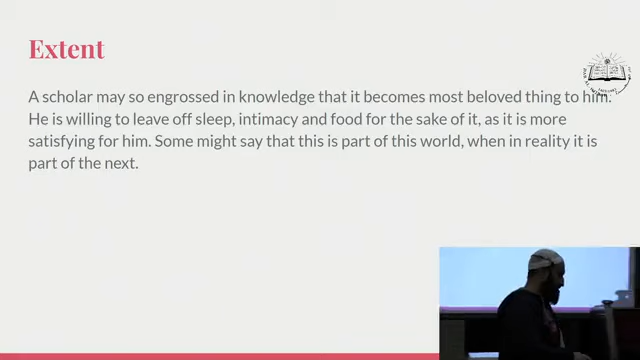 Extent
A scholar may so engrossed in knowledge that it becomes most beloved thing to him.
He is willing to leave off sleep, intimacy and food for the sake of it, as it is more
satisfying for him. Some might say that this is part of this world, when in reality it is
part of the next.